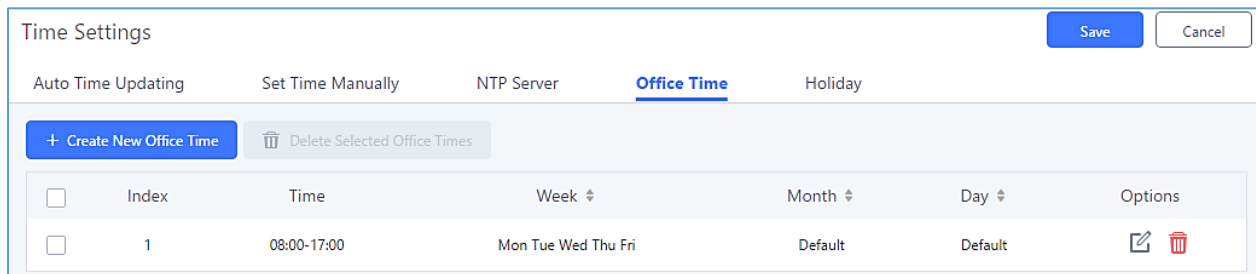 Time Settings Save Cancel
Auto Time Updating Set Time Manually NTP Server Office Time Holiday
+ Create New Office Time Delete Selected Office Times
Index Time Week Month Day Options
1 08:00-17:00 Mon Tue Wed Thu Fri Default Default